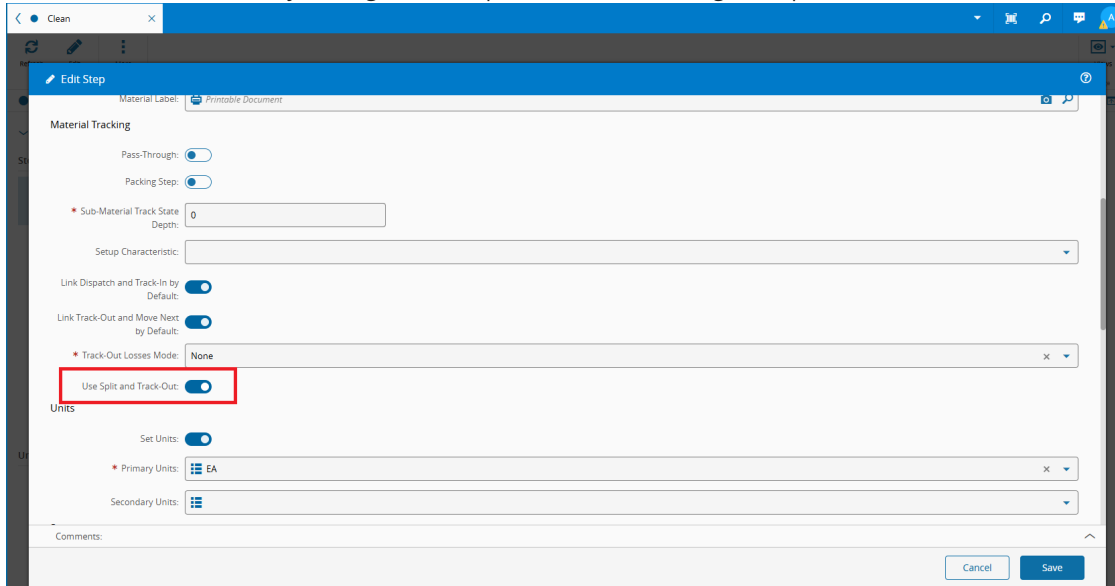 Clean
Edit Step
Material Label: Printable Document
Material Tracking
Pass-Through:
Packing Step:
* Sub-Material Track State
Depth:
0
Setup Characteristic:
Link Dispatch and Track-In by
Default:
Link Track-Out and Move Next
by Default:
* Track-Out Losses Mode: None
Use Split and Track-Out:
Units
Set Units:
* Primary Units: EA
Secondary Units:
Comments:
Cancel Save